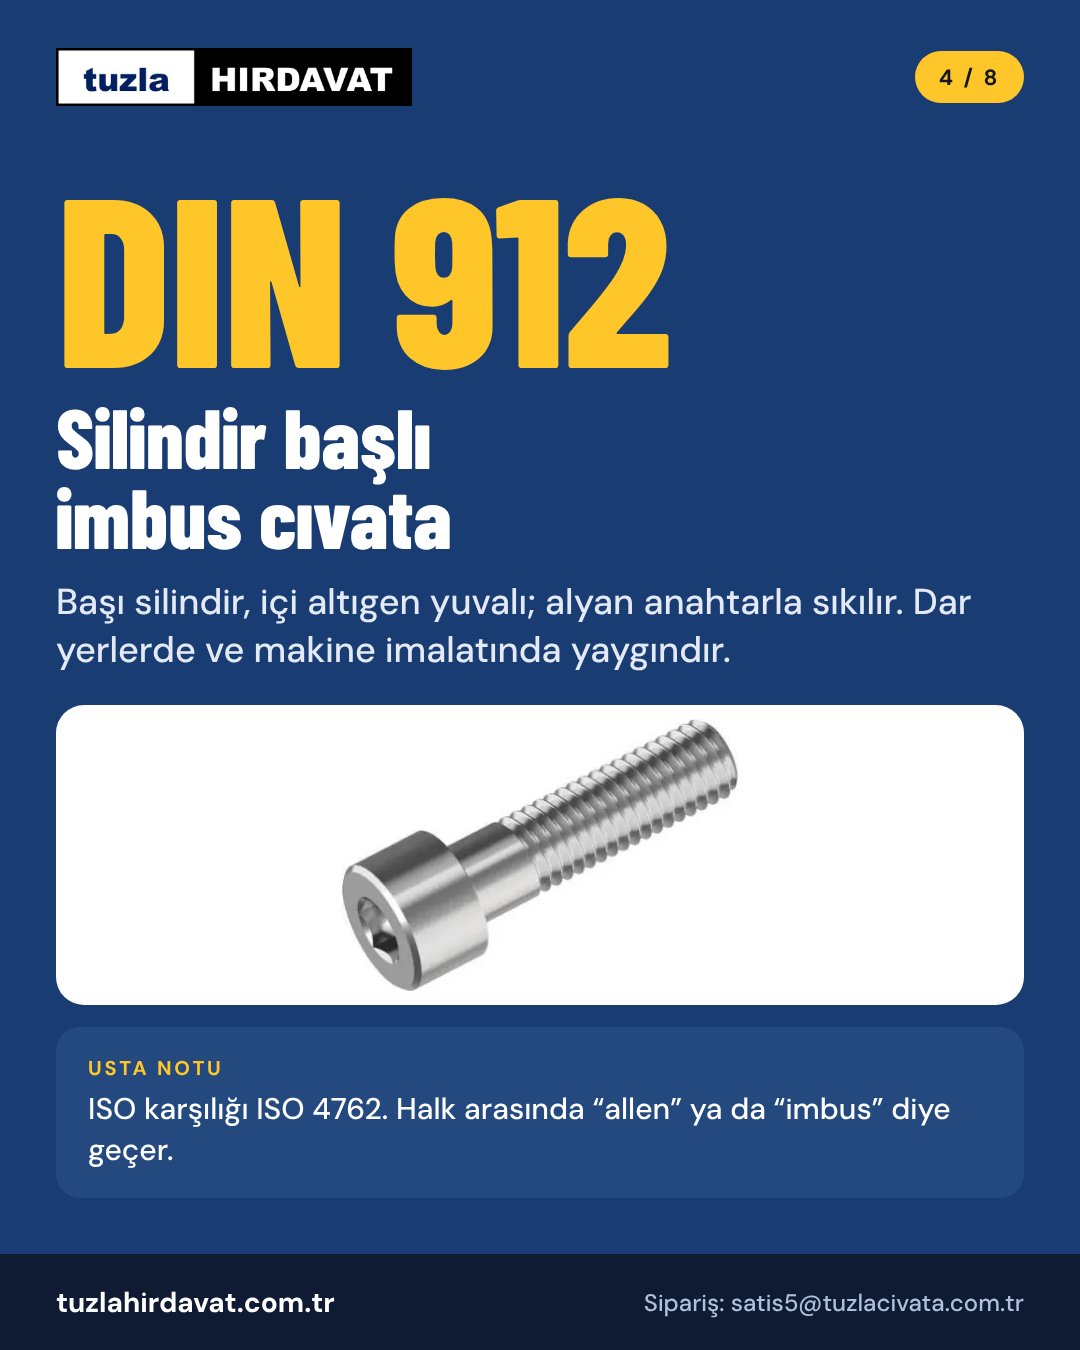 tuzla HIRDAVAT
4 / 8
DIN 912
Silindir başlı
imbus cıvata
Başı silindir, içi altıgen yuvalı; alyan anahtarla sıkılır. Dar
yerlerde ve makine imalatında yaygındır.
USTA NOTU
ISO karşılığı ISO 4762. Halk arasında “allen” ya da “imbus” diye
geçer.
tuzlahirdavat.com.tr
Sipariş: satis5@tuzlacivata.com.tr